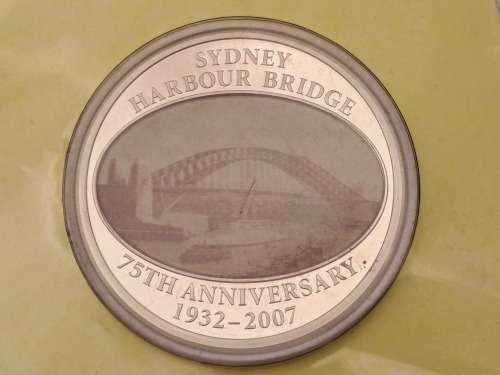 SYDNEY
HARBOUR BRIDGE
75TH ANNIVERSARY
1932-2007